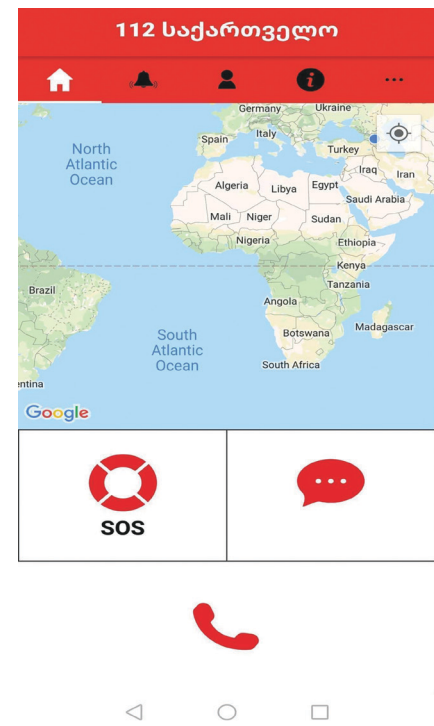 112 საქართველო
Germany
Ukraine
Spain
Italy
Turkey
North
Atlantic
Ocean
Iraq
Iran
Algeria
Libya
Egypt
Saudi Arabia
Mali
Niger
Sudan
Nigeria
Ethiopia
Kenya
Brazil
Tanzania
Angola
South
Atlantic
Ocean
Botswana
Madagascar
South Africa
entina
Google
SOS